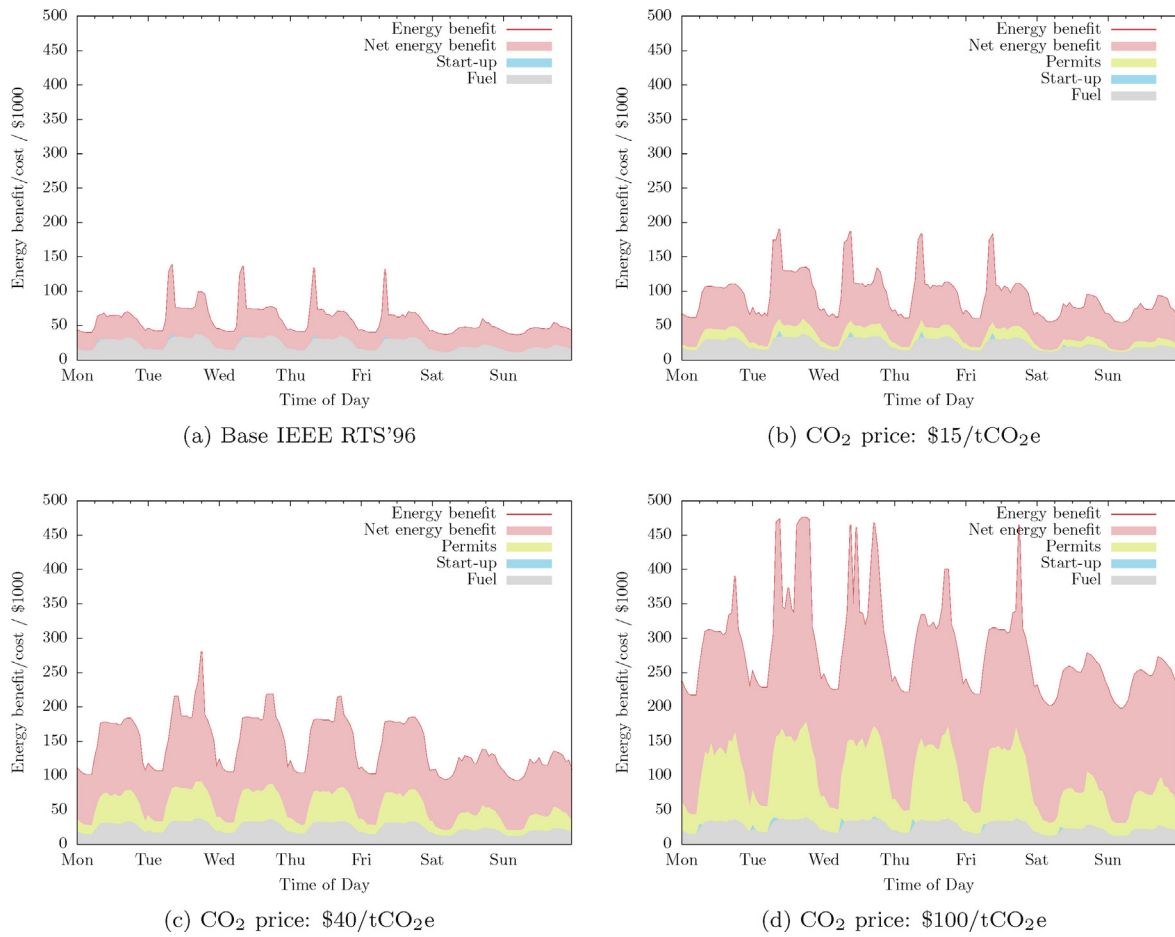 Energy benefit/cost / $1000
500
450
400
350
300
250
200
150
100
50
0
Energy benefit
Net energy benefit
Start-up
Fuel
Mon Tue Wed Thu Fri Sat Sun
Time of Day
(a) Base IEEE RTS'96
Energy benefit/cost / $1000
500
450
400
350
300
250
200
150
100
50
0
Energy benefit
Net energy benefit
Permits
Start-up
Fuel
Mon Tue Wed Thu Fri Sat Sun
Time of Day
(b) CO₂ price: $15/tCO₂e
Energy benefit/cost / $1000
500
450
400
350
300
250
200
150
100
50
0
Energy benefit
Net energy benefit
Permits
Start-up
Fuel
Mon Tue Wed Thu Fri Sat Sun
Time of Day
(c) CO₂ price: $40/tCO₂e
Energy benefit/cost / $1000
500
450
400
350
300
250
200
150
100
50
0
Energy benefit
Net energy benefit
Permits
Start-up
Fuel
Mon Tue Wed Thu Fri Sat Sun
Time of Day
(d) CO₂ price: $100/tCO₂e